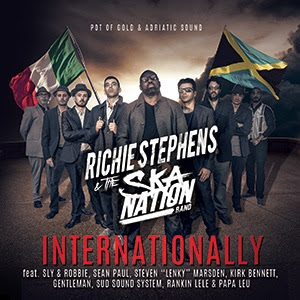 POT OF GOLD & ADRIATIC SOUND
RICHIE STEPHENS
& THE SKA
NATION
BAND
INTERNATIONALLY
feat. SLY & ROBBIE, SEAN PAUL, STEVEN "LENKY" MARSDEN, KIRK BENNETT,
GENTLEMAN, SUD SOUND SYSTEM, RANKIN LELE & PAPA LEU